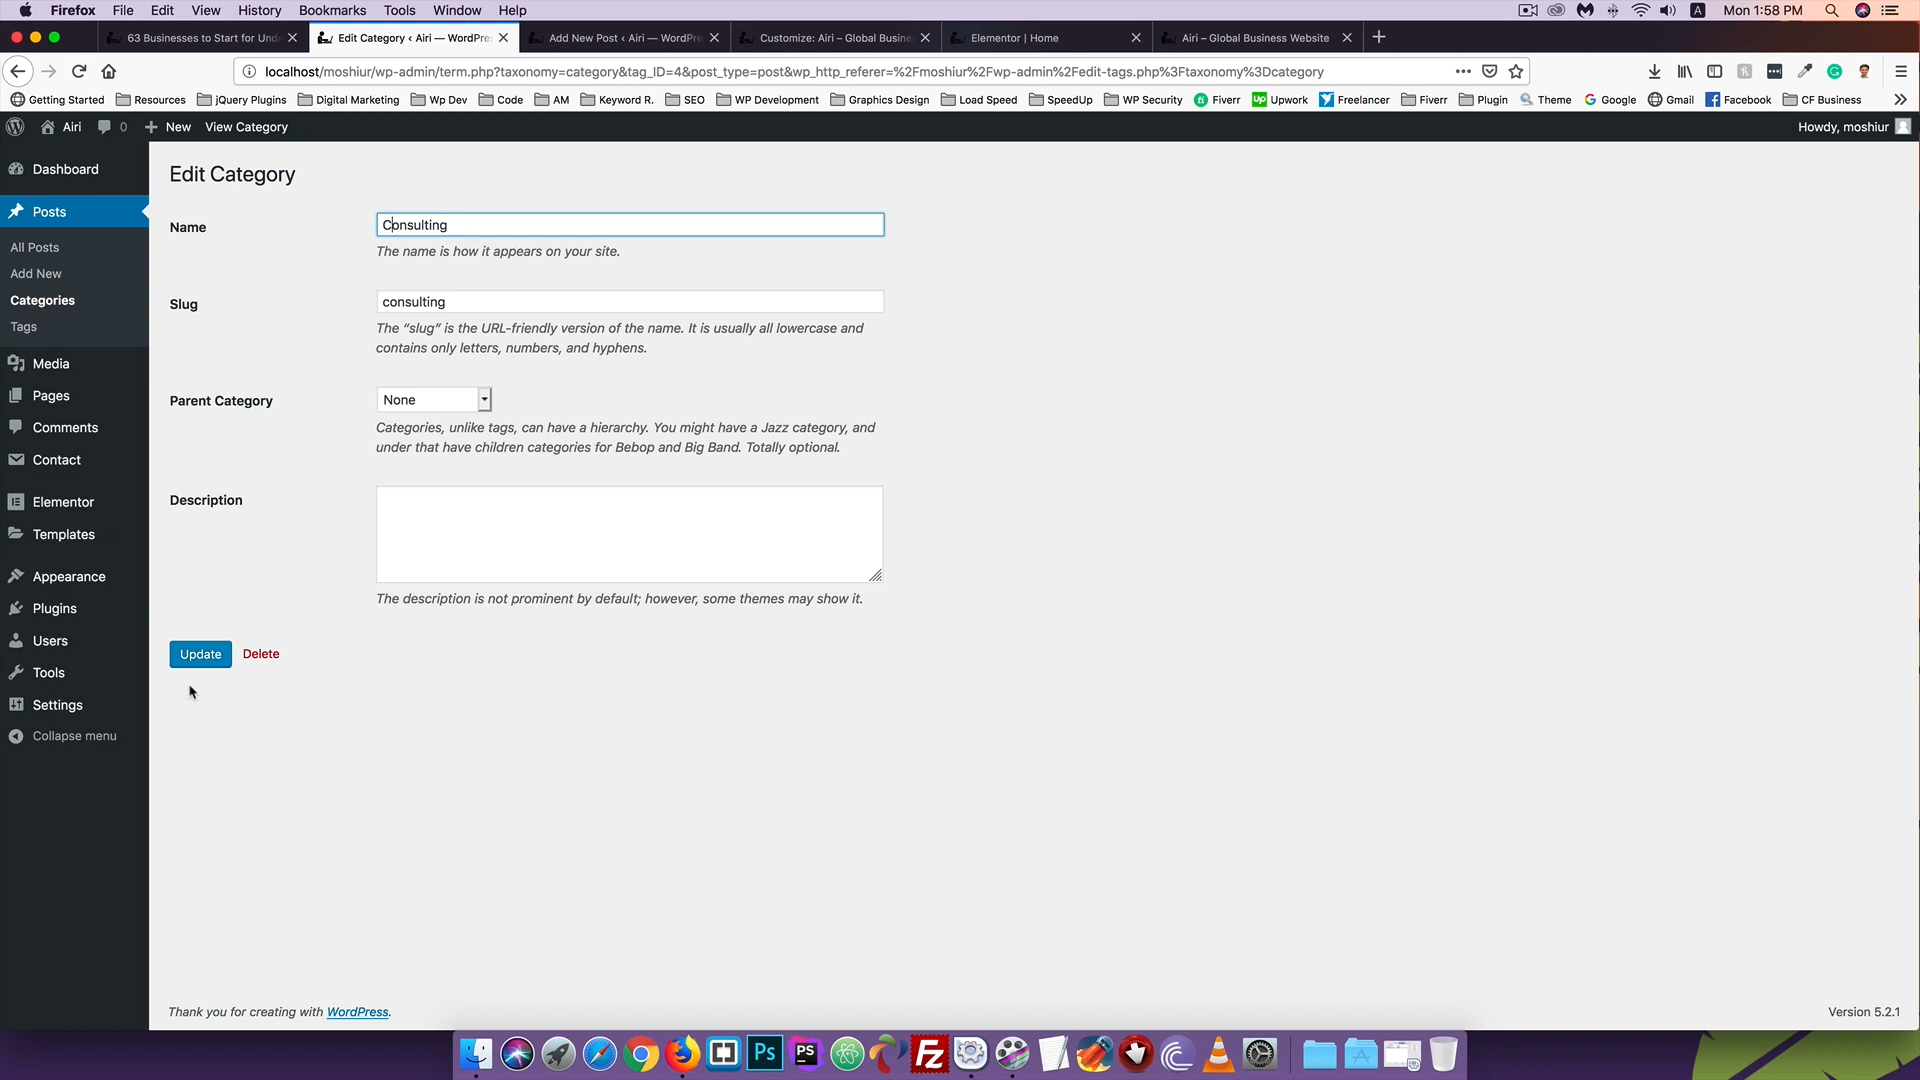 Firefox File Edit View History Bookmarks Tools Window Help Mon 1:58 PM
63 Businesses to Start for Unde Edit Category ‹ Airi — WordPre Add New Post ‹ Airi — WordPre Customize: Airi – Global Busine Elementor | Home Airi – Global Business Website
localhost/moshiur/wp-admin/term.php?taxonomy=category&tag_ID=4&post_type=post&wp_http_referer=%2Fmoshiur%2Fwp-admin%2Fedit-tags.php%3Ftaxonomy%3Dcategory
Getting Started Resources jQuery Plugins Digital Marketing Wp Dev Code AM Keyword R. SEO WP Development Graphics Design Load Speed SpeedUp WP Security Fiverr Upwork Freelancer Fiverr Plugin Theme Google Gmail Facebook CF Business
Airi 0 New View Category Howdy, moshiur
Dashboard
Posts
All Posts
Add New
Categories
Tags
Media
Pages
Comments
Contact
Elementor
Templates
Appearance
Plugins
Users
Tools
Settings
Collapse menu
Edit Category
Name
Consulting
The name is how it appears on your site.
Slug
consulting
The “slug” is the URL-friendly version of the name. It is usually all lowercase and
contains only letters, numbers, and hyphens.
Parent Category
None
Categories, unlike tags, can have a hierarchy. You might have a Jazz category, and
under that have children categories for Bebop and Big Band. Totally optional.
Description
The description is not prominent by default; however, some themes may show it.
Update Delete
Thank you for creating with WordPress. Version 5.2.1
Ps PS FZ